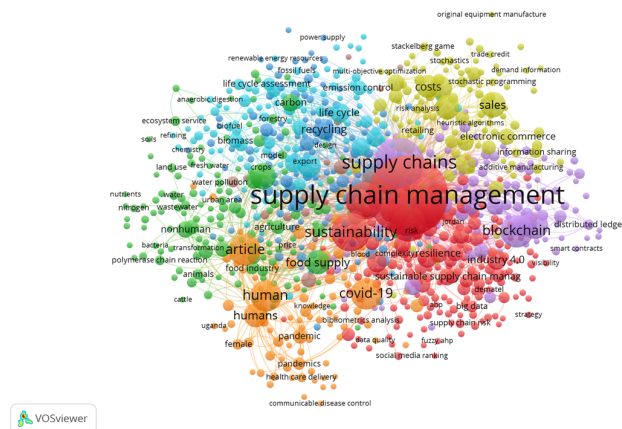 original equipment manufacture
power supply
stackelberg game
trade credit
renewable energy resources
stochastics
fossil fuels
multi-objective optimization
demand information
life cycle assessment
emission control
costs
stochastic programming
anaerobic digestion
carbon
sales
life cycle
risk analysis
ecosystem service
forestry
heuristic algorithms
biofuel
recycling
retailing
electronic commerce
soils
refining
biomass
design
chemistry
model
export
supply chains
information sharing
land use
fresh water
crops
additive manufacturing
water pollution
nutrients
water
urban area
supply chain management
nitrogen
wastewater
jordan
distributed ledge
nonhuman
agriculture
sustainability
risk
blockchain
bacteria
transformation
article
price
blood
complexity
resilience
smart contracts
polymerase chain reaction
food industry
food supply
industry 4.0
visibility
animals
sustainable supply chain manag
cattle
human
covid-19
dematel
knowledge
ahp
big data
humans
strategy
uganda
bibliometrics analysis
supply chain risk
female
pandemic
data quality
fuzzy ahp
social media
ranking
pandemics
health care delivery
communicable disease control
VOSviewer